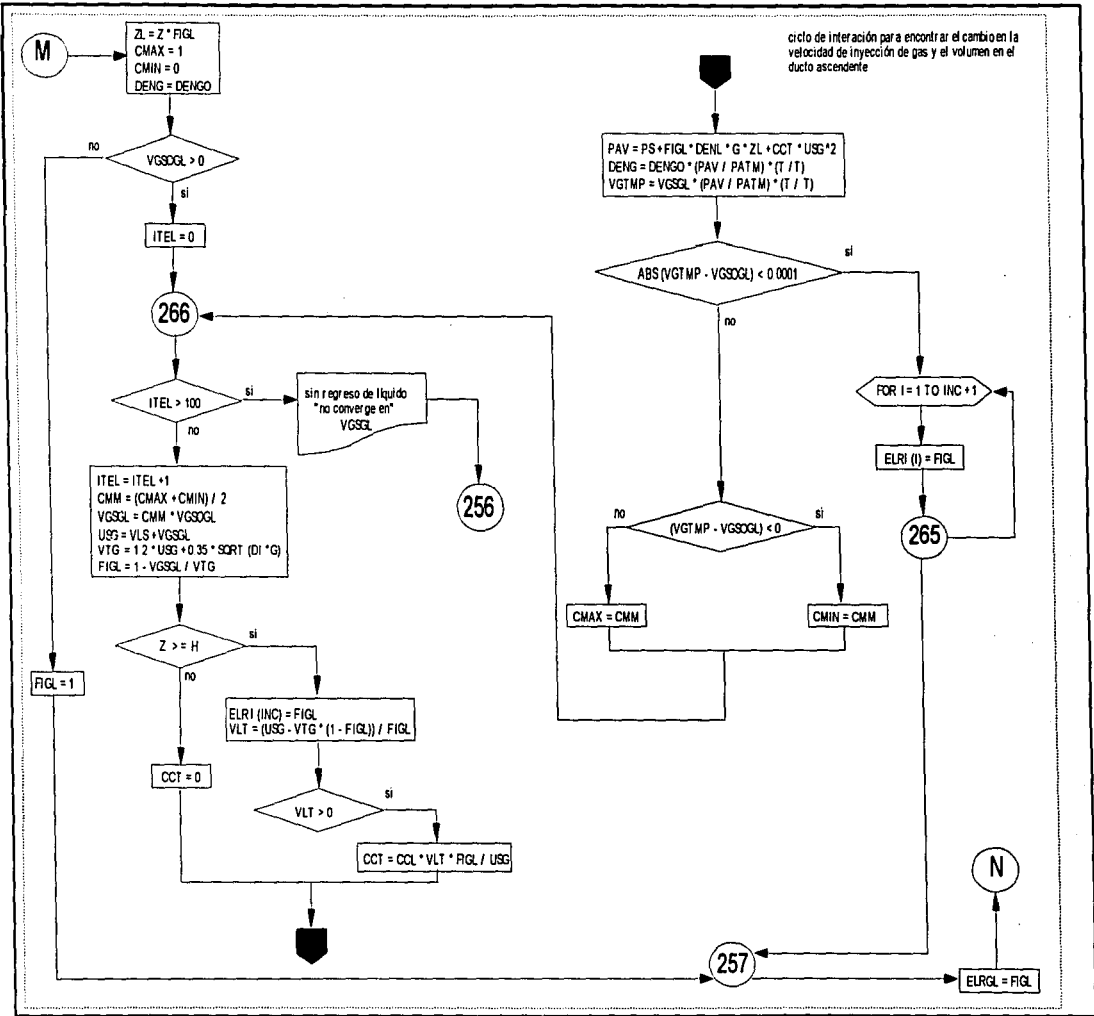 M
ZL = Z * FIGL
CMAX = 1
CMIN = 0
DENG = DENGO
no
VGSOGL > 0
si
ITEL = 0
266
ITEL > 100
si
no
sin regreso de líquido
"no converge en"
VGSGL
256
ITEL = ITEL +1
CMM = (CMAX + CMIN) / 2
VGSGL = CMM * VGSOGL
USG = VLS + VGSGL
VTG = 1 2 * USG + 0 35 * SQRT (DI * G)
FIGL = 1 - VGSGL / VTG
Z > = H
si
no
FIGL = 1
ELRI (INC) = FIGL
VLT = (USG - VTG * (1 - FIGL)) / FIGL
CCT = 0
VLT > 0
si
CCT = CCL * VLT * FIGL / USG
ciclo de interación para encontrar el cambio en la
velocidad de inyección de gas y el volumen en el
ducto ascendente
PAV = PS + FIGL * DENL * G * ZL + CCT * USG^2
DENG = DENGO * (PAV / PATM) * (T / T)
VGTMP = VGSGL * (PAV / PATM) * (T / T)
ABS (VGTMP - VGSOGL) < 0 0001
si
no
FOR I = 1 TO INC + 1
ELRI (I) = FIGL
265
no
(VGTMP - VGSOGL) < 0
si
CMAX = CMM
CMIN = CMM
N
257
ELRGL = FIGL